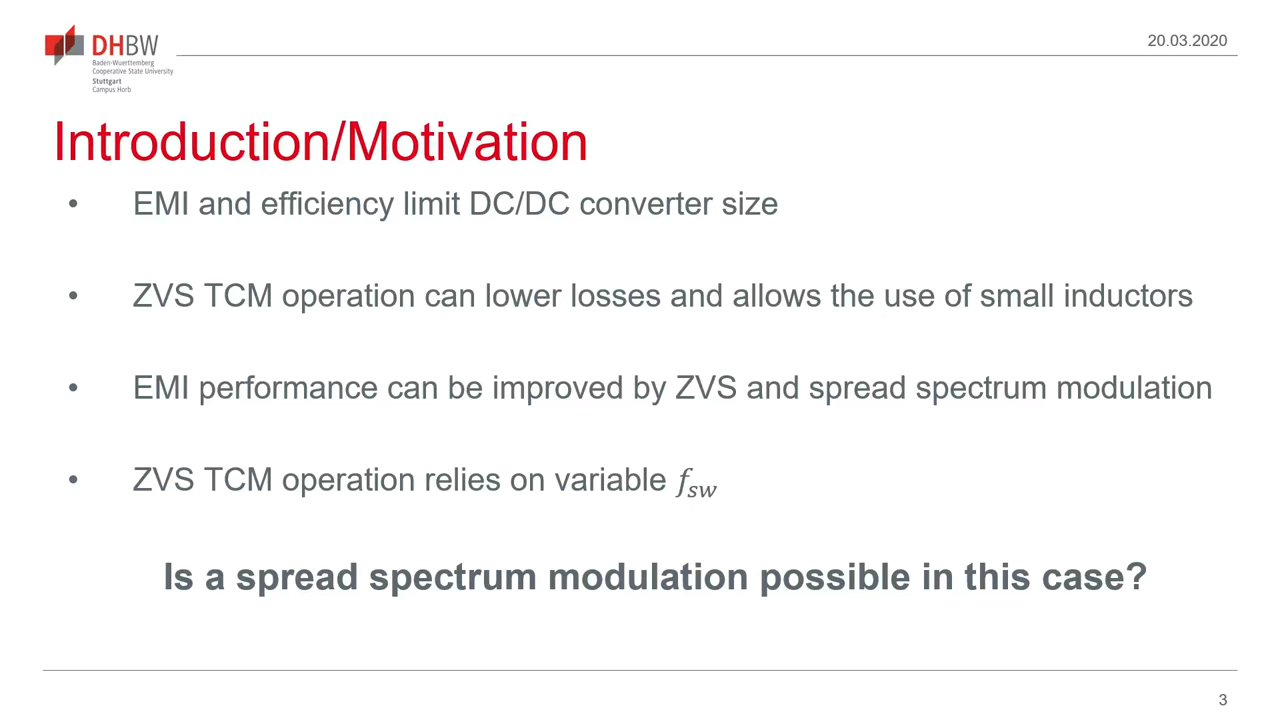 DHBW
Baden-Wuerttemberg
Cooperative State University
Stuttgart
Campus Horb
20.03.2020
Introduction/Motivation
• EMI and efficiency limit DC/DC converter size
• ZVS TCM operation can lower losses and allows the use of small inductors
• EMI performance can be improved by ZVS and spread spectrum modulation
• ZVS TCM operation relies on variable f_sw
Is a spread spectrum modulation possible in this case?
3